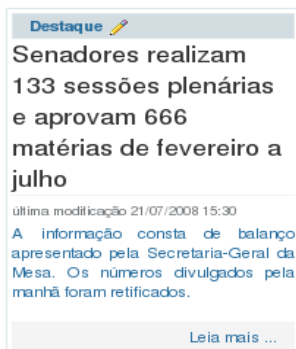 Destaque
Senadores realizam
133 sessões plenárias
e aprovam 666
matérias de fevereiro a
julho
última modificação 21/07/2008 15:30
A informação consta de balanço
apresentado pela Secretaria-Geral da
Mesa. Os números divulgados pela
manhã foram retificados.
Leia mais ...